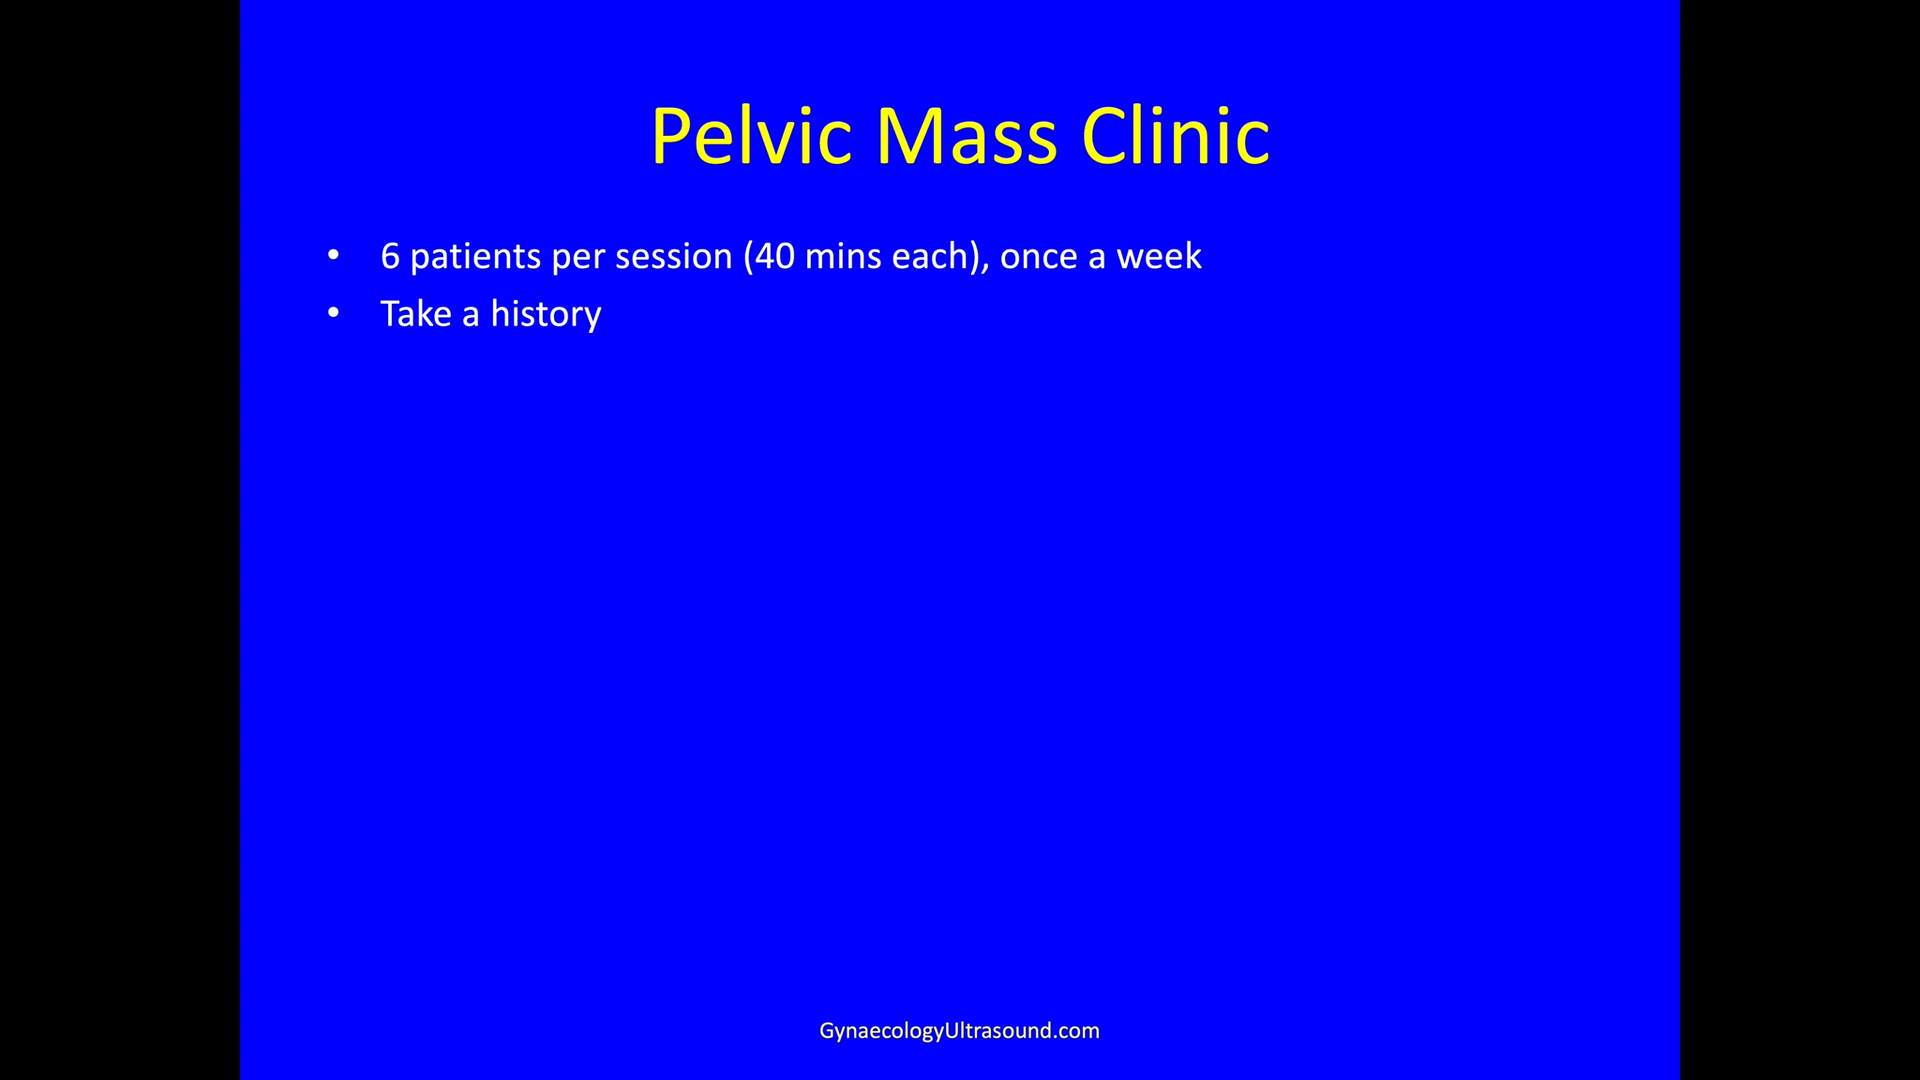 Pelvic Mass Clinic
• 6 patients per session (40 mins each), once a week
• Take a history
GynaecologyUltrasound.com